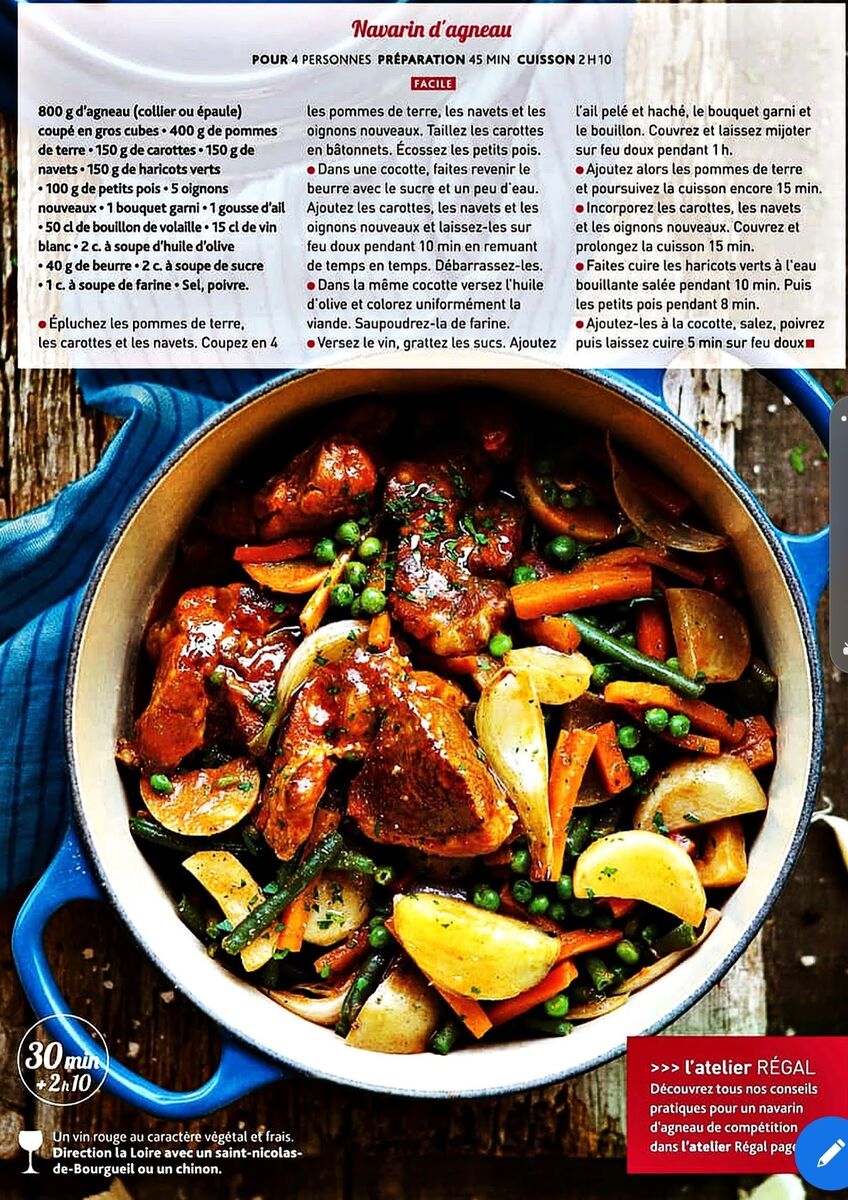 Navarin d'agneau
POUR 4 PERSONNES PRÉPARATION 45 MIN CUISSON 2 H 10
FACILE
800 g d'agneau (collier ou épaule)
coupé en gros cubes • 400 g de pommes
de terre • 150 g de carottes • 150 g de
navets • 150 g de haricots verts
• 100 g de petits pois • 5 oignons
nouveaux • 1 bouquet garni • 1 gousse d'ail
• 50 cl de bouillon de volaille • 15 cl de vin
blanc • 2 c. à soupe d'huile d'olive
• 40 g de beurre • 2 c. à soupe de sucre
• 1 c. à soupe de farine • Sel, poivre.
● Épluchez les pommes de terre,
les carottes et les navets. Coupez en 4
les pommes de terre, les navets et les
oignons nouveaux. Taillez les carottes
en bâtonnets. Écossez les petits pois.
● Dans une cocotte, faites revenir le
beurre avec le sucre et un peu d'eau.
Ajoutez les carottes, les navets et les
oignons nouveaux et laissez-les sur
feu doux pendant 10 min en remuant
de temps en temps. Débarrassez-les.
● Dans la même cocotte versez l'huile
d'olive et colorez uniformément la
viande. Saupoudrez-la de farine.
● Versez le vin, grattez les sucs. Ajoutez
l'ail pelé et haché, le bouquet garni et
le bouillon. Couvrez et laissez mijoter
sur feu doux pendant 1 h.
● Ajoutez alors les pommes de terre
et poursuivez la cuisson encore 15 min.
● Incorporez les carottes, les navets
et les oignons nouveaux. Couvrez et
prolongez la cuisson 15 min.
● Faites cuire les haricots verts à l'eau
bouillante salée pendant 10 min. Puis
les petits pois pendant 8 min.
● Ajoutez-les à la cocotte, salez, poivrez
puis laissez cuire 5 min sur feu doux ■
30 min
+2h10
Un vin rouge au caractère végétal et frais.
Direction la Loire avec un saint-nicolas-
de-Bourgueil ou un chinon.
>>> l'atelier RÉGAL
Découvrez tous nos conseils
pratiques pour un navarin
d'agneau de compétition
dans l'atelier Régal